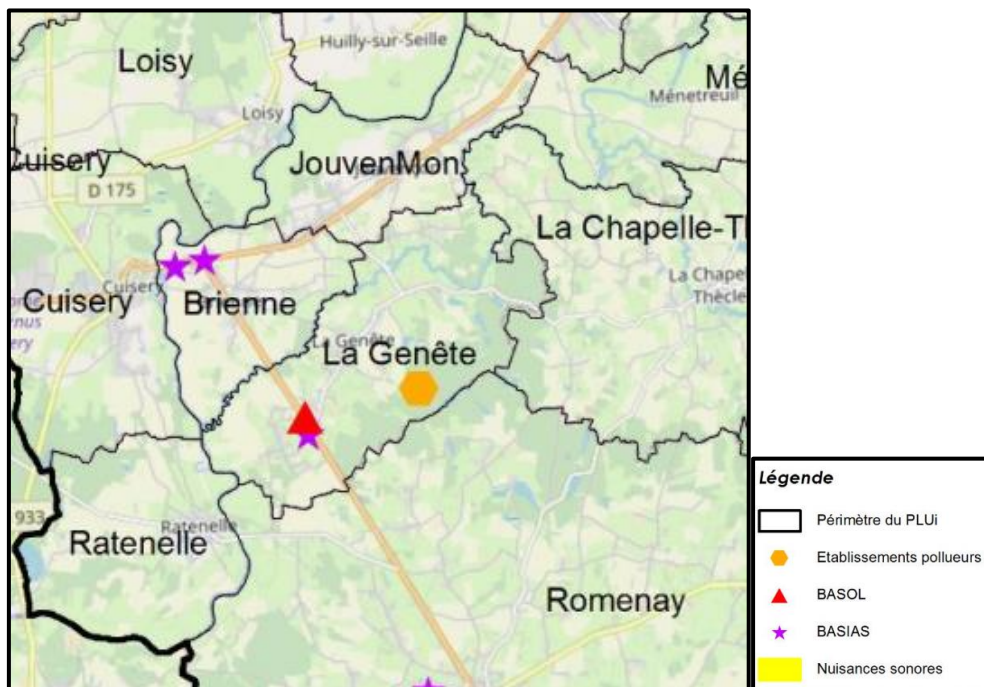 Loisy
Huilly-sur-Seille
Mé
Ménetreuil
Loisy
Cuisery
JouvenMon
D 175
La Chapelle-T
La Chape
Thècle
Cuisery
Cuisery
Brienne
La Genête
La Genête
933
Ratenelle
Ratenelle
Romenay
Légende
Périmètre du PLUi
Etablissements pollueurs
BASOL
BASIAS
Nuisances sonores